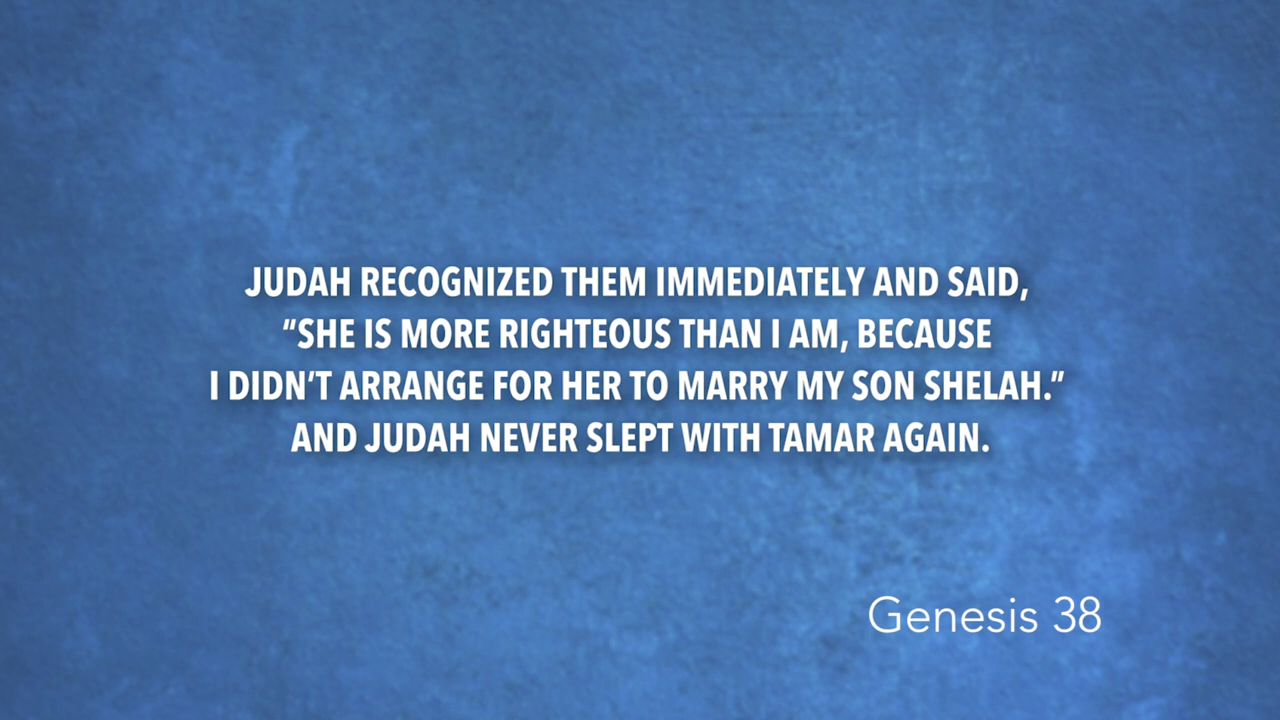 JUDAH RECOGNIZED THEM IMMEDIATELY AND SAID,
“SHE IS MORE RIGHTEOUS THAN I AM, BECAUSE
I DIDN’T ARRANGE FOR HER TO MARRY MY SON SHELAH.”
AND JUDAH NEVER SLEPT WITH TAMAR AGAIN.
Genesis 38